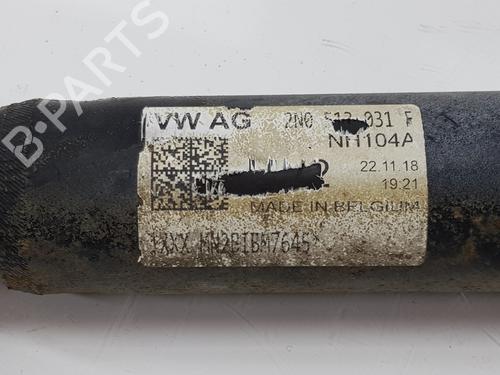 VW AG 2N0 513 031 F
NH104A
22.11.18
19:21
MADE IN BELGIUM
B-PARTS